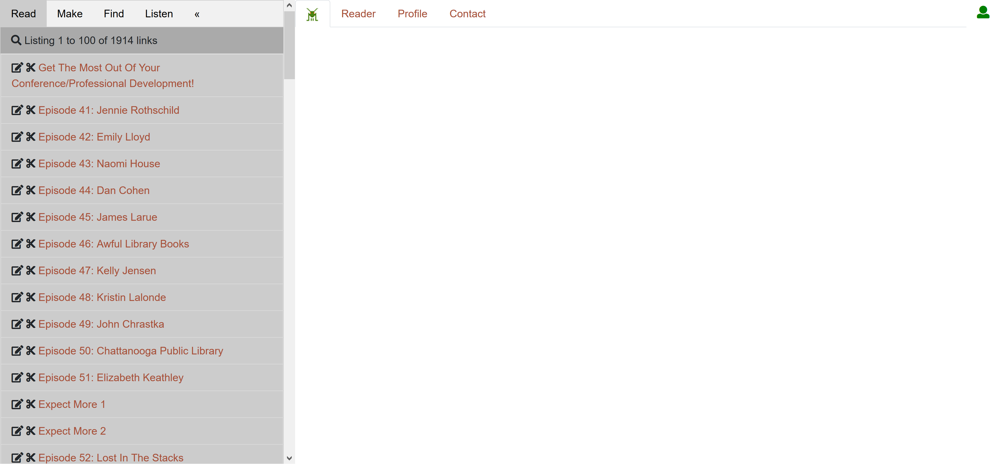 Read Make Find Listen «
Reader Profile Contact
Listing 1 to 100 of 1914 links
Get The Most Out Of Your
Conference/Professional Development!
Episode 41: Jennie Rothschild
Episode 42: Emily Lloyd
Episode 43: Naomi House
Episode 44: Dan Cohen
Episode 45: James Larue
Episode 46: Awful Library Books
Episode 47: Kelly Jensen
Episode 48: Kristin Lalonde
Episode 49: John Chrastka
Episode 50: Chattanooga Public Library
Episode 51: Elizabeth Keathley
Expect More 1
Expect More 2
Episode 52: Lost In The Stacks